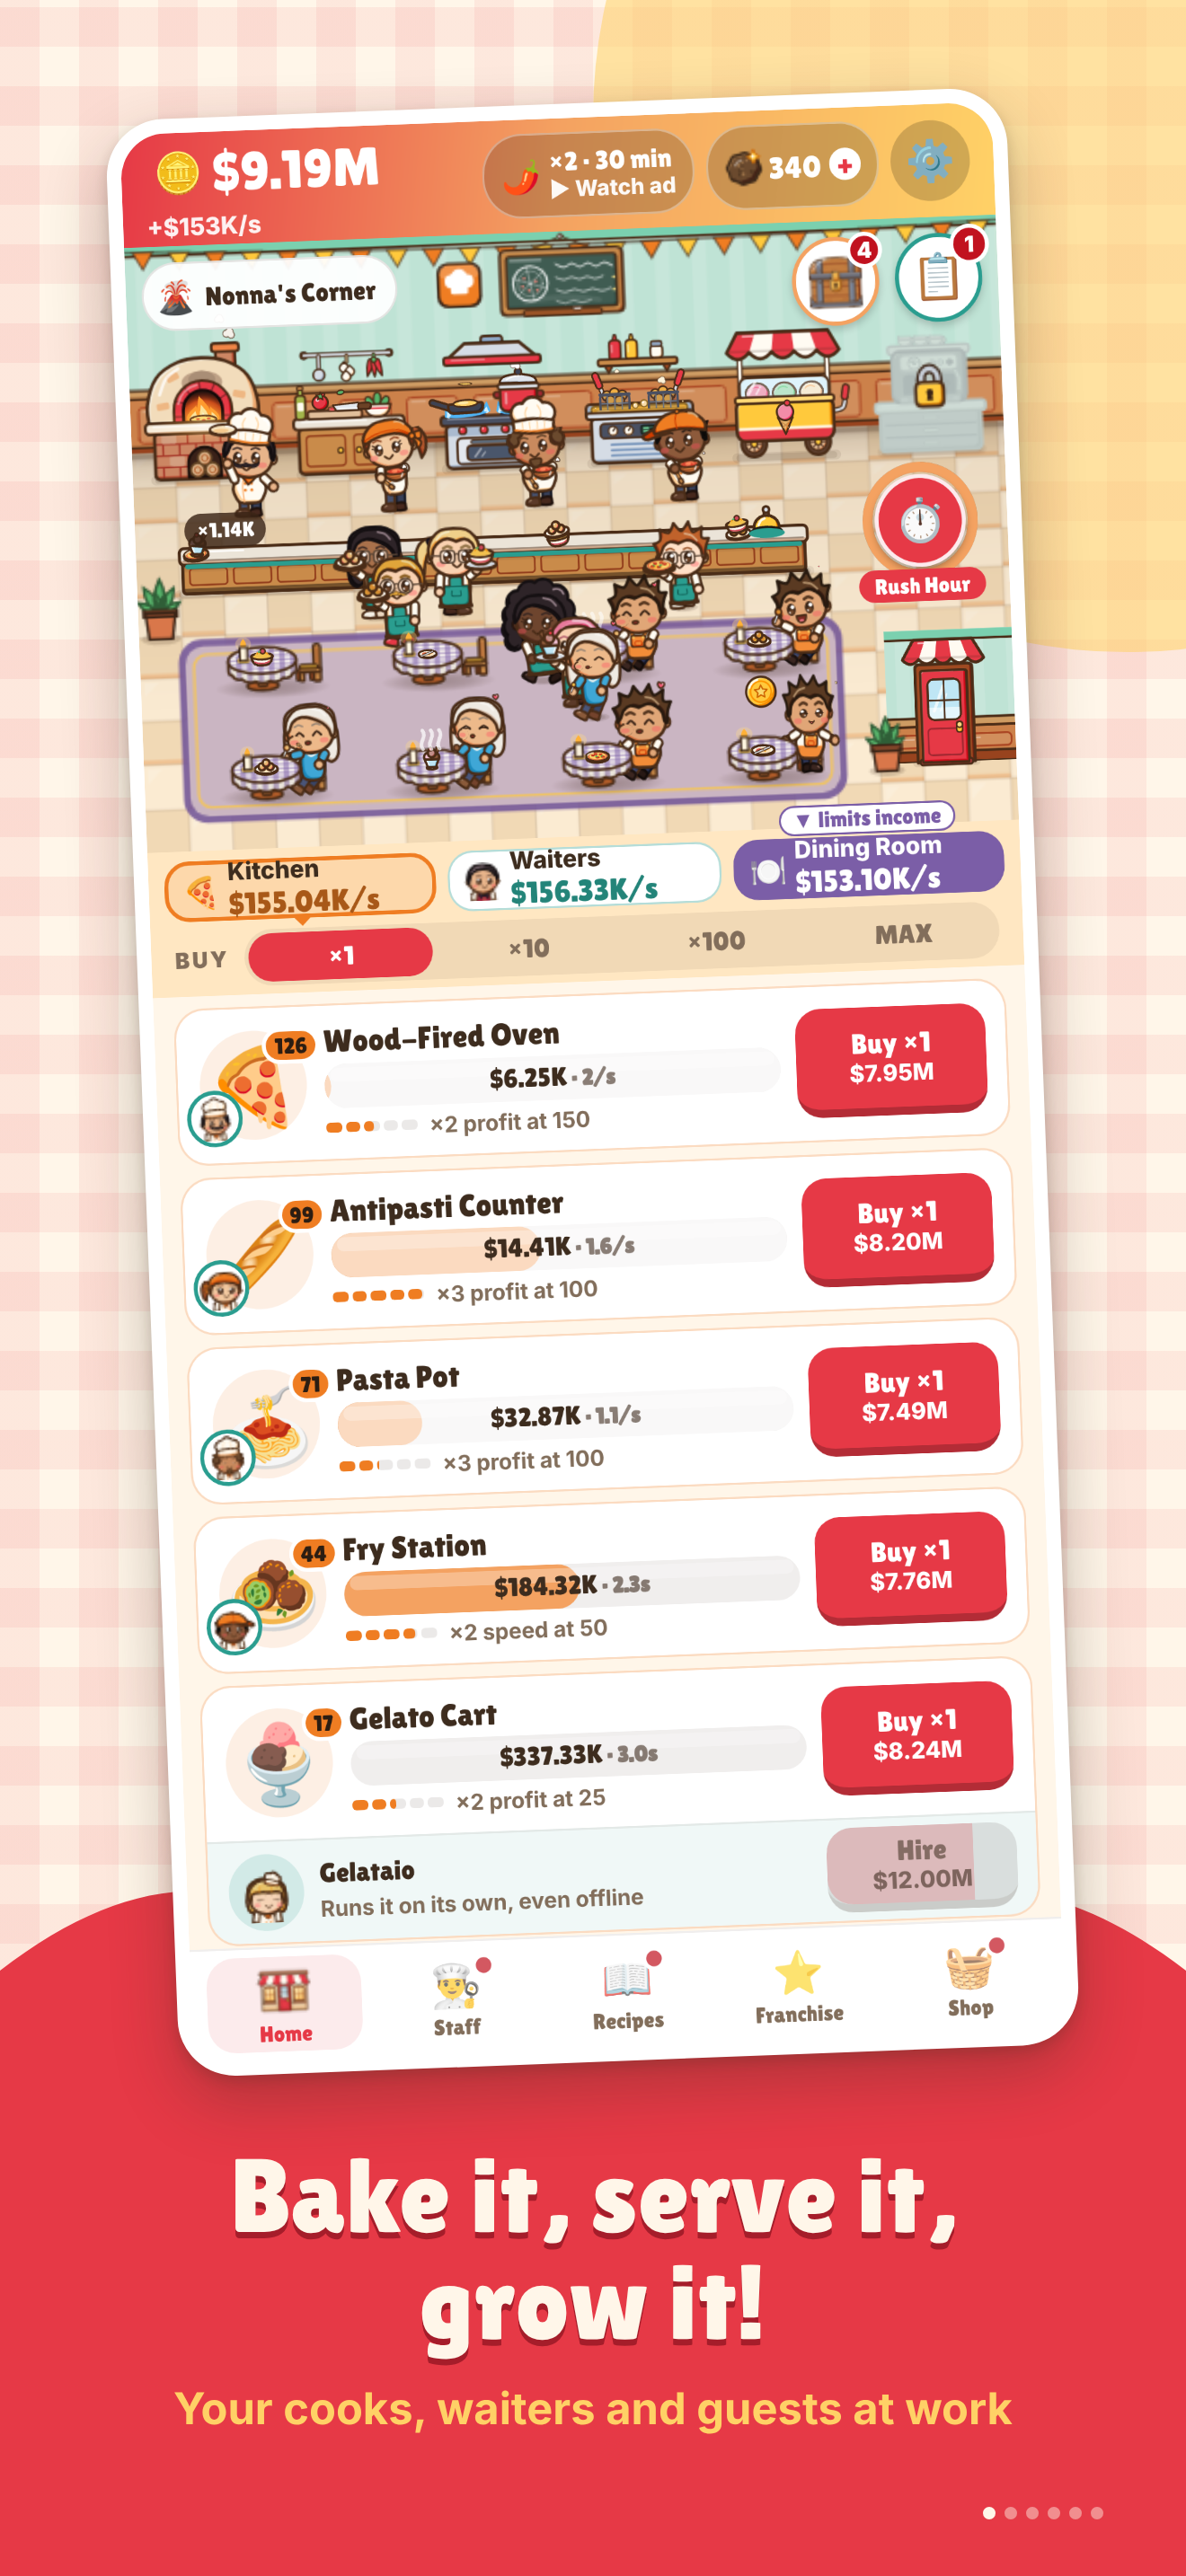 $9.19M
+$153K/s
×2 · 30 min
▶ Watch ad
340 +
Nonna's Corner
4
1
×1.14K
Rush Hour
▼ limits income
Kitchen
$155.04K/s
Waiters
$156.33K/s
Dining Room
$153.10K/s
BUY ×1 ×10 ×100 MAX
126 Wood-Fired Oven
$6.25K · 2/s
×2 profit at 150
Buy ×1
$7.95M
99 Antipasti Counter
$14.41K · 1.6/s
×3 profit at 100
Buy ×1
$8.20M
71 Pasta Pot
$32.87K · 1.1/s
×3 profit at 100
Buy ×1
$7.49M
44 Fry Station
$184.32K · 2.3s
×2 speed at 50
Buy ×1
$7.76M
17 Gelato Cart
$337.33K · 3.0s
×2 profit at 25
Buy ×1
$8.24M
Gelataio
Runs it on its own, even offline
Hire
$12.00M
Home
Staff
Recipes
Franchise
Shop
Bake it, serve it,
grow it!
Your cooks, waiters and guests at work